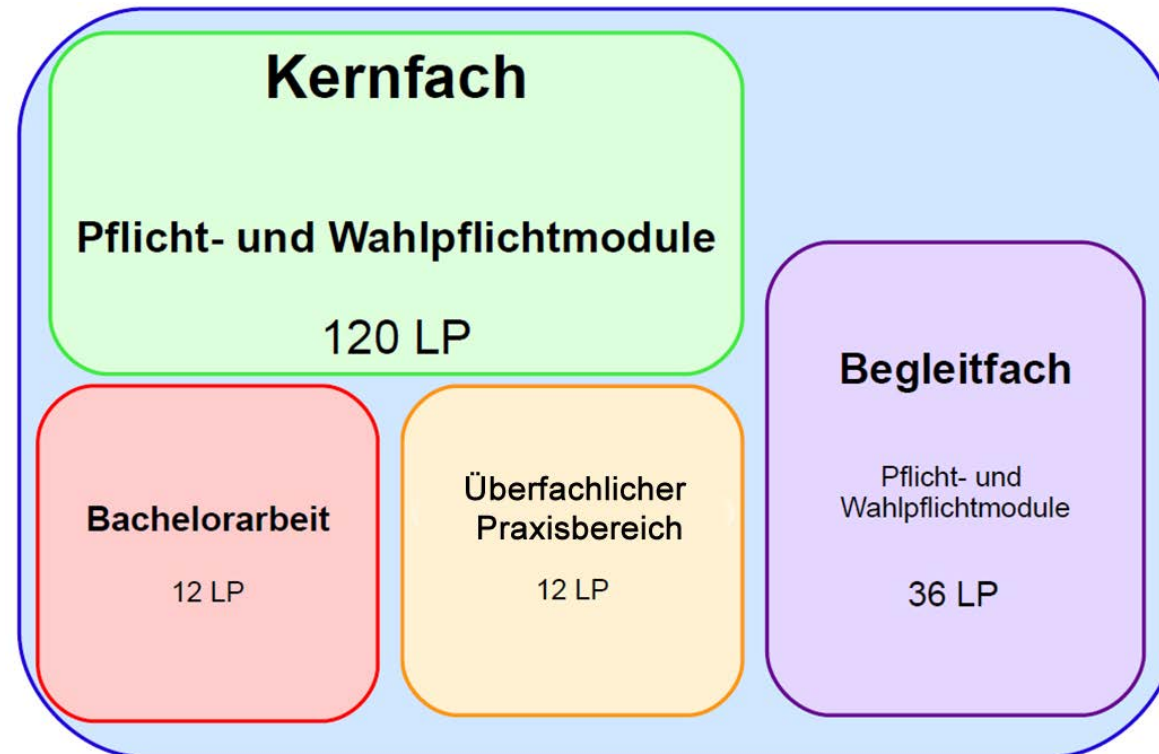 Kernfach
Pflicht- und Wahlpflichtmodule
120 LP
Bachelorarbeit
12 LP
Überfachlicher
Praxisbereich
12 LP
Begleitfach
Pflicht- und
Wahlpflichtmodule
36 LP